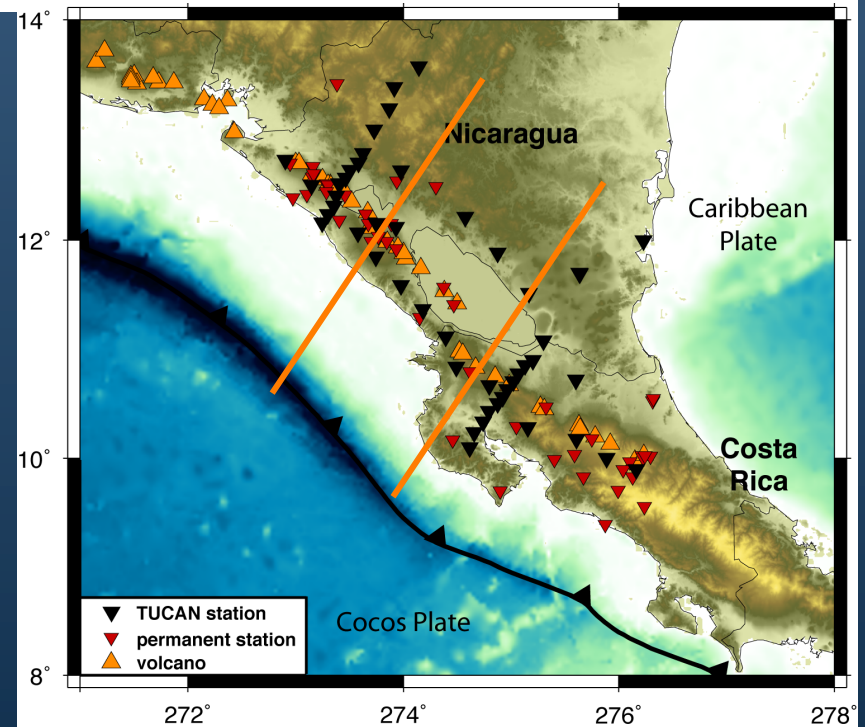 14°
Nicaragua
Caribbean
Plate
12°
10°
Costa
Rica
TUCAN station
permanent station
volcano
Cocos Plate
8°
272°
274°
276°
278°